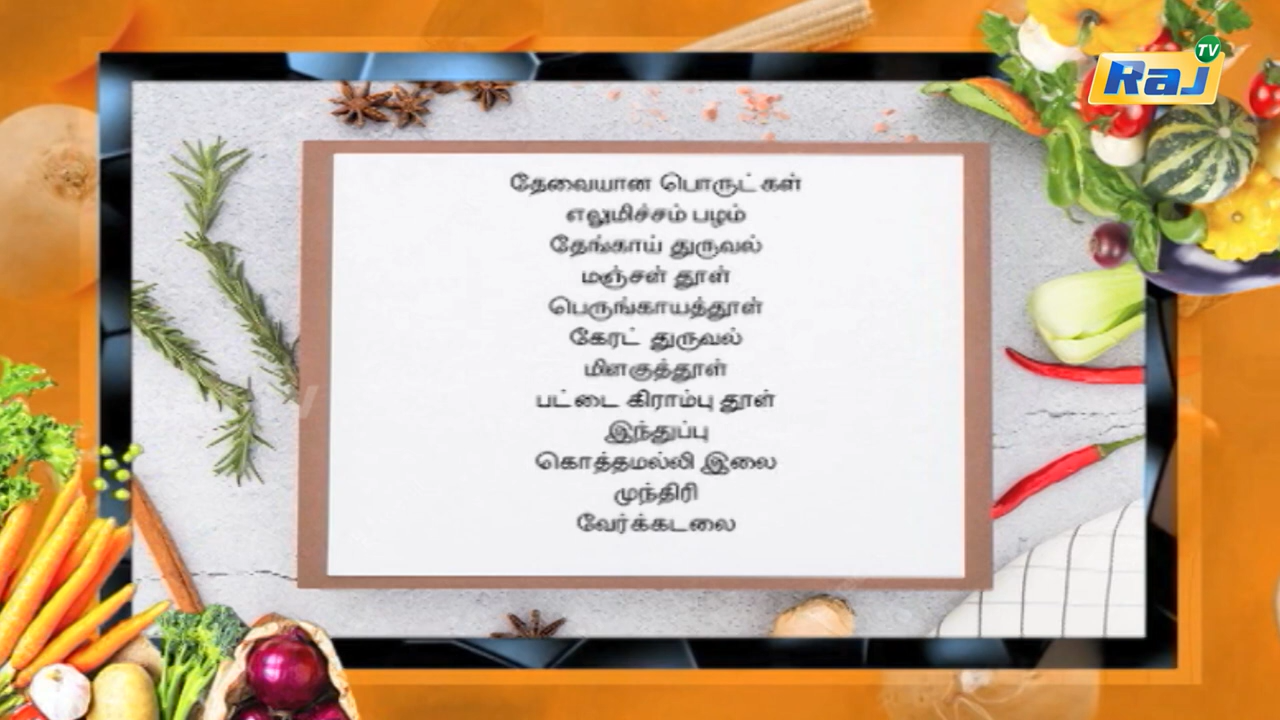 Raj TV
தேவையான பொருட்கள்
எலுமிச்சம் பழம்
தேங்காய் துருவல்
மஞ்சள் தூள்
பெருங்காயத்தூள்
கேரட் துருவல்
மிளகுத்தூள்
பட்டை கிராம்பு தூள்
இந்துப்பு
கொத்தமல்லி இலை
முந்திரி
வேர்க்கடலை